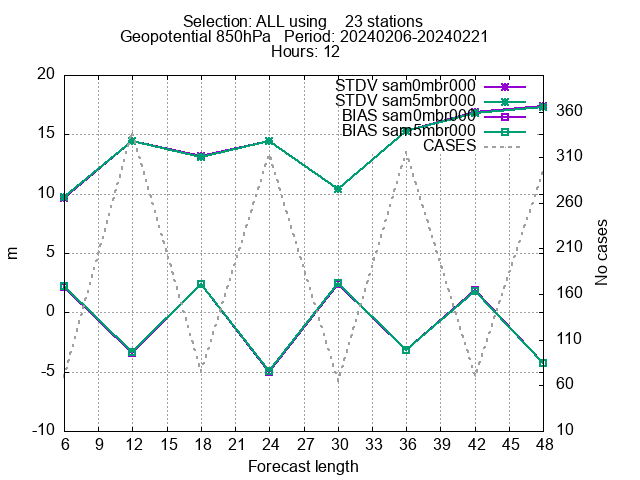 Selection: ALL using    23 stations
Geopotential 850hPa   Period: 20240206-20240221
Hours: 12
STDV sam0mbr000
STDV sam5mbr000
BIAS sam0mbr000
BIAS sam5mbr000
CASES
20
15
10
5
0
-5
-10
m
360
310
260
210
160
110
60
10
No cases
6 9 12 15 18 21 24 27 30 33 36 39 42 45 48
Forecast length